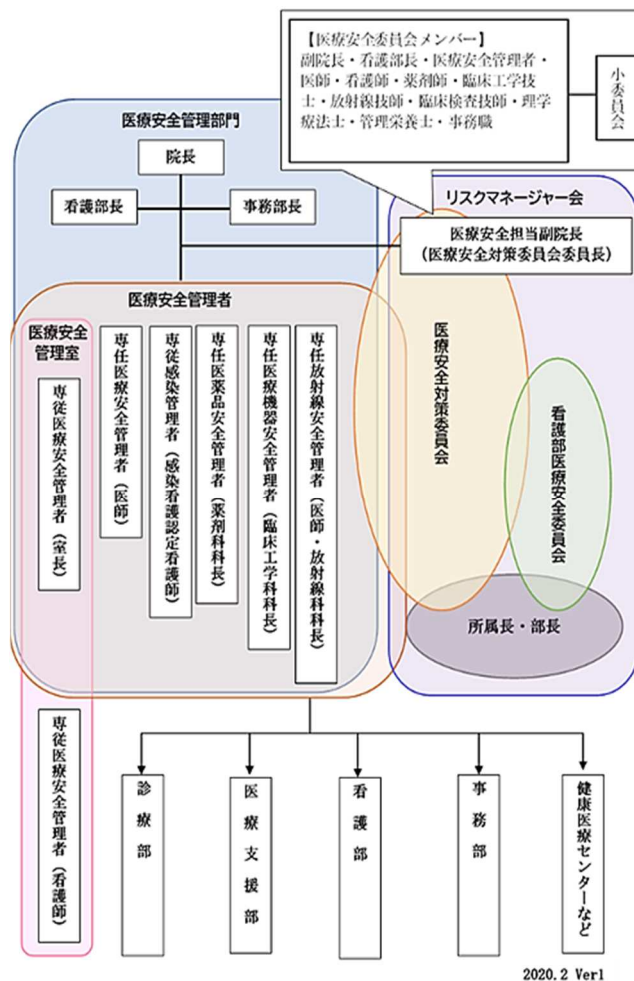 【医療安全委員会メンバー】
副院長・看護部長・医療安全管理者・
医師・看護師・薬剤師・臨床工学技
士・放射線技師・臨床検査技師・理学
療法士・管理栄養士・事務職
小委員会
医療安全管理部門
院長
看護部長
事務部長
リスクマネージャー会
医療安全担当副院長
（医療安全対策委員会委員長）
医療安全管理者
医療安全
管理室
専従医療安全管理者（室長）
専任医療安全管理者（医師）
専従感染管理者（感染看護認定看護師）
専任医薬品安全管理者（薬剤科科長）
専任医療機器安全管理者（臨床工学科科長）
専任放射線安全管理者（医師・放射線科科長）
医療安全対策委員会
看護部医療安全委員会
所属長・部長
専従医療安全管理者（看護師）
診療部
医療支援部
看護部
事務部
健康医療センターなど
2020.2 Ver1